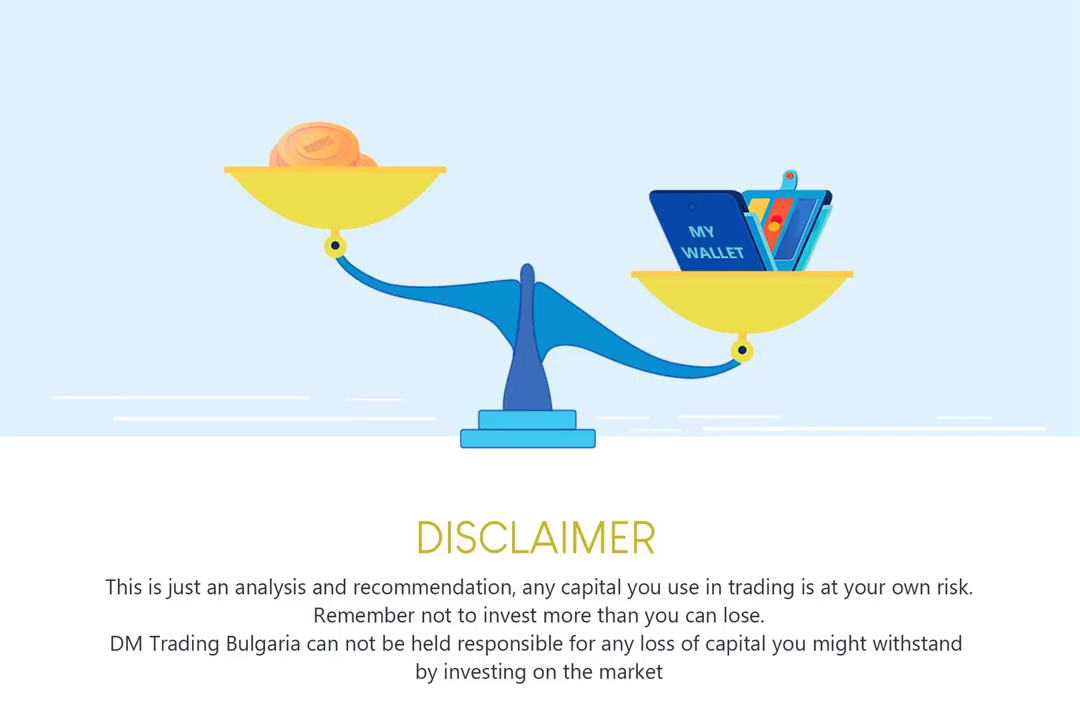 MY
WALLET
DISCLAIMER
This is just an analysis and recommendation, any capital you use in trading is at your own risk.
Remember not to invest more than you can lose.
DM Trading Bulgaria can not be held responsible for any loss of capital you might withstand
by investing on the market